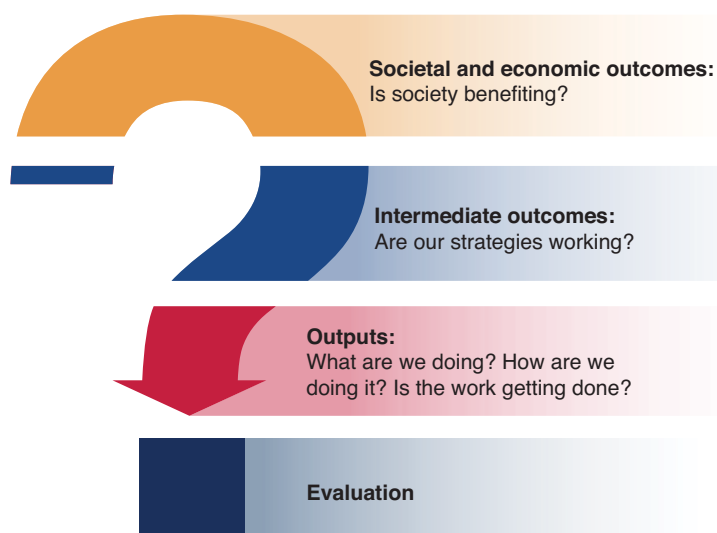 Societal and economic outcomes:
Is society benefiting?
Intermediate outcomes:
Are our strategies working?
Outputs:
What are we doing? How are we
doing it? Is the work getting done?
Evaluation